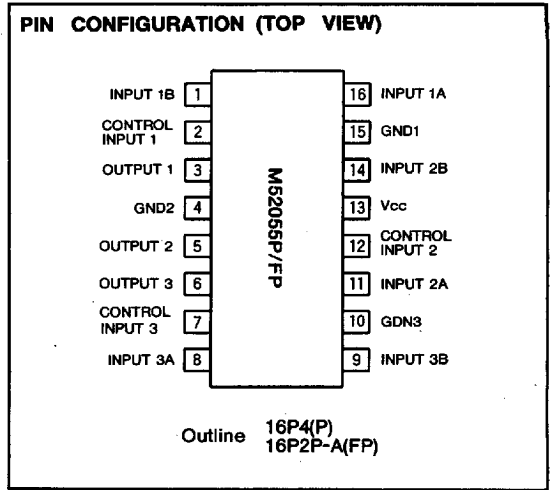 PIN CONFIGURATION (TOP VIEW)
INPUT 1B 1
CONTROL
INPUT 1 2
OUTPUT 1 3
GND2 4
OUTPUT 2 5
OUTPUT 3 6
CONTROL
INPUT 3 7
INPUT 3A 8
M52055P/FP
16 INPUT 1A
15 GND1
14 INPUT 2B
13 Vcc
12 CONTROL
INPUT 2
11 INPUT 2A
10 GDN3
9 INPUT 3B
Outline 16P4(P)
16P2P-A(FP)